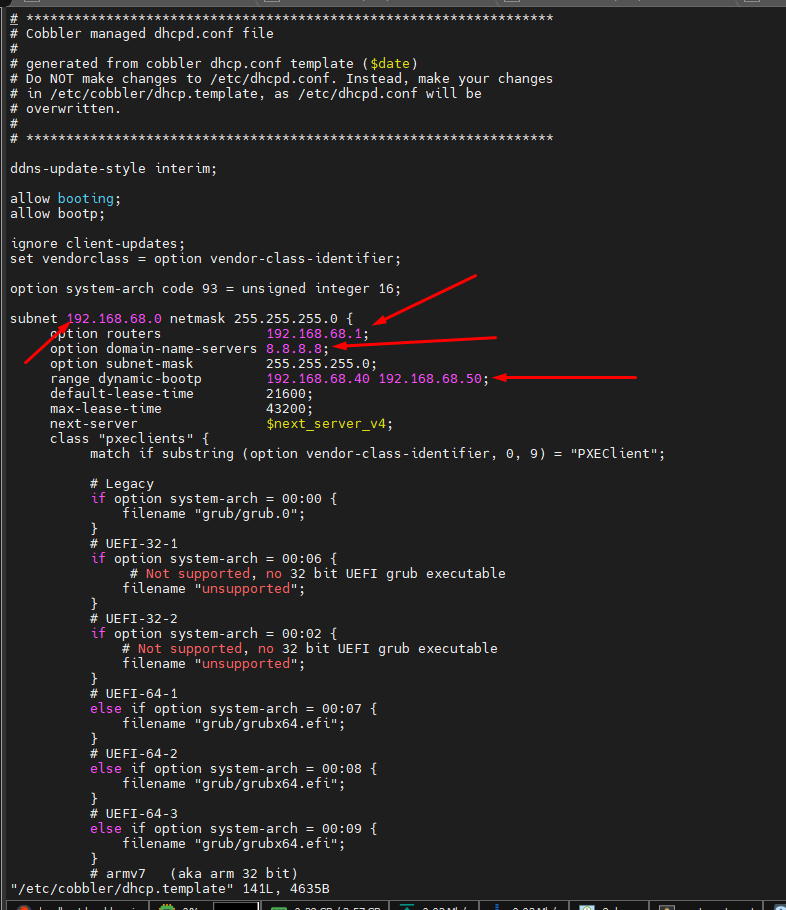 # *****************************************************************
# Cobbler managed dhcpd.conf file
#
# generated from cobbler dhcp.conf template ($date)
# Do NOT make changes to /etc/dhcpd.conf. Instead, make your changes
# in /etc/cobbler/dhcp.template, as /etc/dhcpd.conf will be
# overwritten.
#
# *****************************************************************
ddns-update-style interim;
allow booting;
allow bootp;
ignore client-updates;
set vendorclass = option vendor-class-identifier;
option system-arch code 93 = unsigned integer 16;
subnet 192.168.68.0 netmask 255.255.255.0 {
     option routers             192.168.68.1;
     option domain-name-servers 8.8.8.8;
     option subnet-mask         255.255.255.0;
     range dynamic-bootp        192.168.68.40 192.168.68.50;
     default-lease-time         21600;
     max-lease-time             43200;
     next-server                $next_server_v4;
     class "pxeclients" {
          match if substring (option vendor-class-identifier, 0, 9) = "PXEClient";
          # Legacy
          if option system-arch = 00:00 {
              filename "grub/grub.0";
          }
          # UEFI-32-1
          if option system-arch = 00:06 {
               # Not supported, no 32 bit UEFI grub executable
              filename "unsupported";
          }
          # UEFI-32-2
          if option system-arch = 00:02 {
              # Not supported, no 32 bit UEFI grub executable
              filename "unsupported";
          }
          # UEFI-64-1
          else if option system-arch = 00:07 {
              filename "grub/grubx64.efi";
          }
          # UEFI-64-2
          else if option system-arch = 00:08 {
              filename "grub/grubx64.efi";
          }
          # UEFI-64-3
          else if option system-arch = 00:09 {
              filename "grub/grubx64.efi";
          }
          # armv7   (aka arm 32 bit)
"/etc/cobbler/dhcp.template" 141L, 4635B